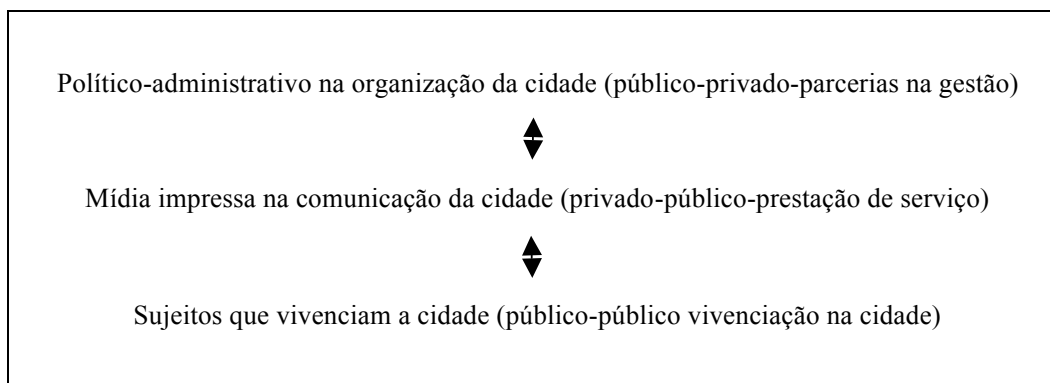 Político-administrativo na organização da cidade (público-privado-parcerias na gestão)
Mídia impressa na comunicação da cidade (privado-público-prestação de serviço)
Sujeitos que vivenciam a cidade (público-público vivenciação na cidade)